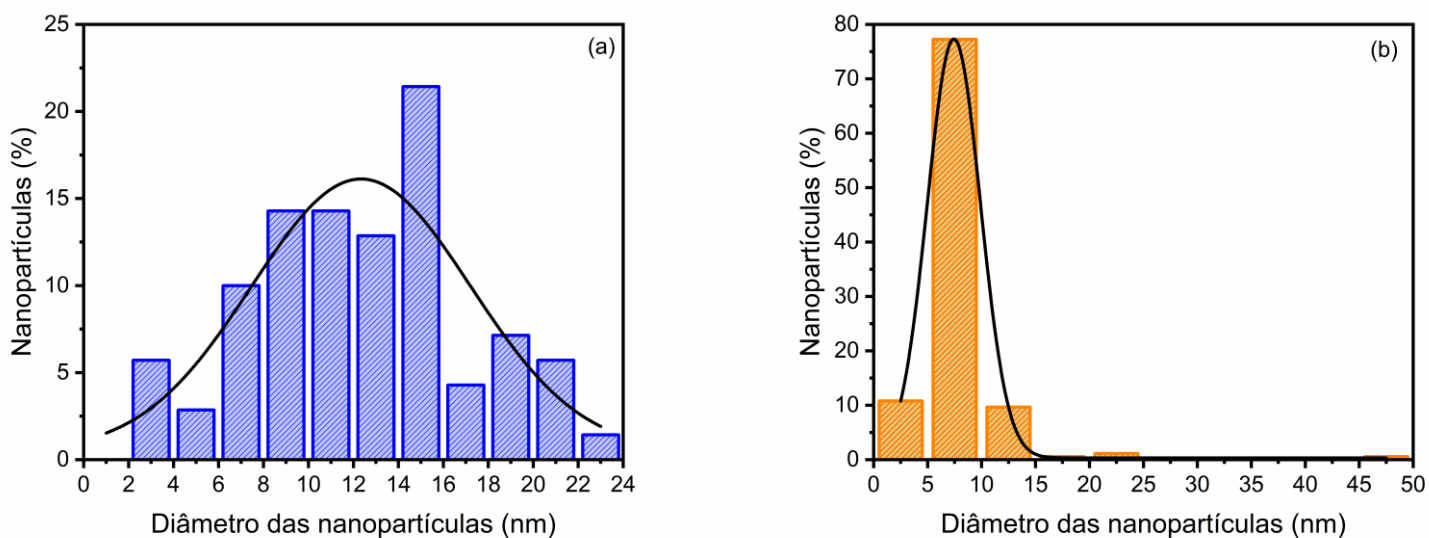 (a)
Nanopartículas (%)
25
20
15
10
5
0
0 2 4 6 8 10 12 14 16 18 20 22 24
Diâmetro das nanopartículas (nm)
(b)
Nanopartículas (%)
80
70
60
50
40
30
20
10
0
0 5 10 15 20 25 30 35 40 45 50
Diâmetro das nanopartículas (nm)